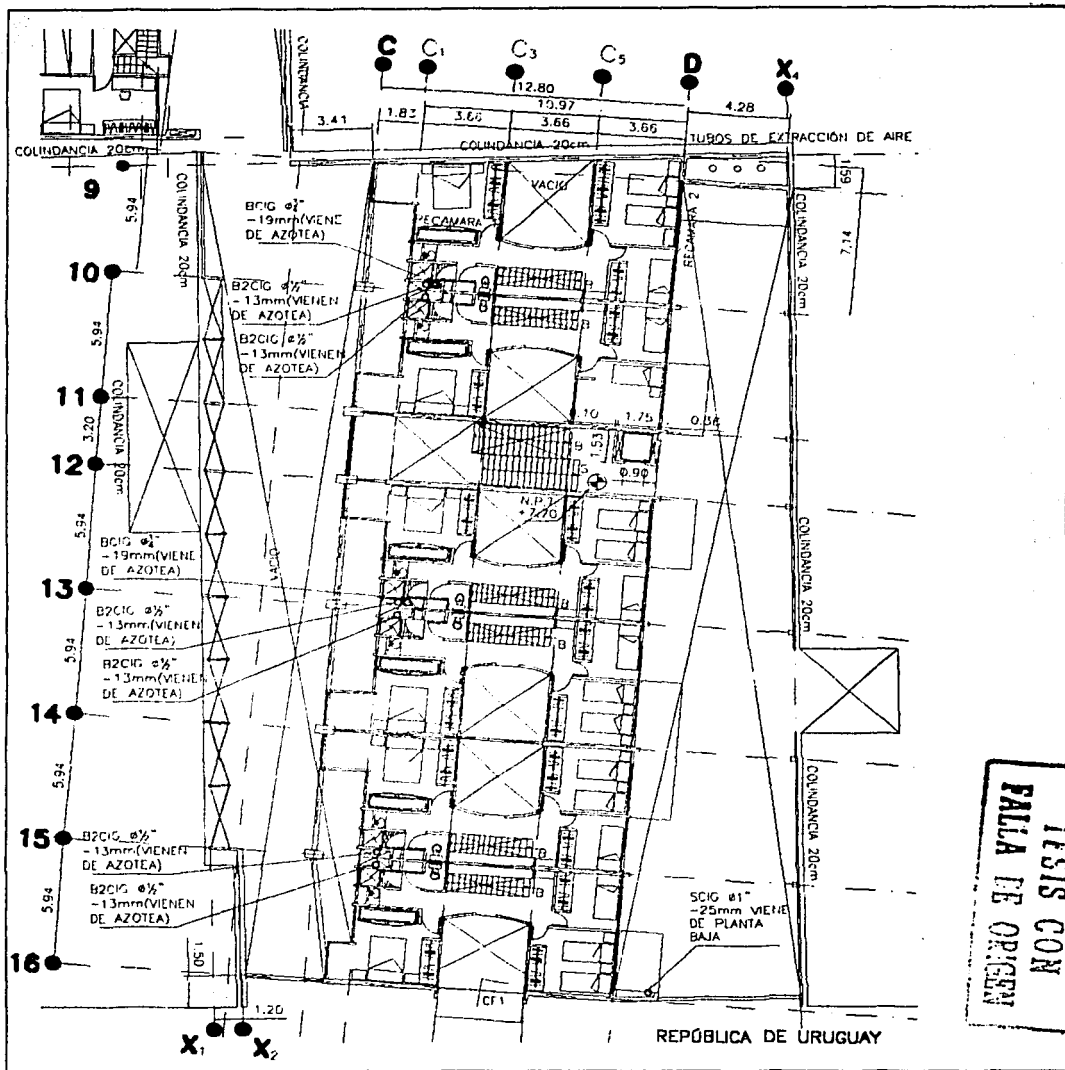 C C1 C3 C5 D X4
12.80
10.97
3.41 1.83 3.66 3.66 3.66 4.28
COLINDANCIA
COLINDANCIA 20cm
COLINDANCIA 20cm
TUBOS DE EXTRACCIÓN DE AIRE
1.59
7.14
9
5.94
10
5.94
11
3.20
12
5.94
13
5.94
14
5.94
15
5.94
16
COLINDANCIA 20cm
COLINDANCIA 20cm
VACIO
RECAMARA
RECAMARA 2
COLINDANCIA 20cm
BCIG ø¾"
-19mm(VIENE
DE AZOTEA)
B2CIG ø½"
-13mm(VIENEN
DE AZOTEA)
B2CIG ø½"
-13mm(VIENEN
DE AZOTEA)
B
B
.10 1.75 0.36
1.53
B
S
0.90
N.P.T.
+7.70
VACIO
COLINDANCIA 20cm
BCIG ø¾"
-19mm(VIENE
DE AZOTEA)
B2CIG ø½"
-13mm(VIENEN
DE AZOTEA)
B2CIG ø½"
-13mm(VIENEN
DE AZOTEA)
B
B
COLINDANCIA 20cm
B2CIG ø½"
-13mm(VIENEN
DE AZOTEA)
B2CIG ø½"
-13mm(VIENEN
DE AZOTEA)
B
B
SCIG ø1"
-25mm VIENE
DE PLANTA
BAJA
1.50
1.20
CF1
X1 X2
REPÚBLICA DE URUGUAY
TESIS CON
FALLA DE ORIGEN